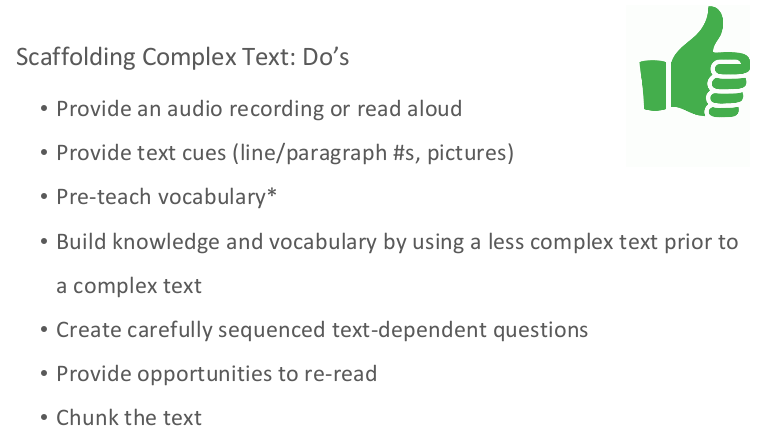 Scaffolding Complex Text: Do’s
• Provide an audio recording or read aloud
• Provide text cues (line/paragraph #s, pictures)
• Pre-teach vocabulary*
• Build knowledge and vocabulary by using a less complex text prior to
a complex text
• Create carefully sequenced text-dependent questions
• Provide opportunities to re-read
• Chunk the text